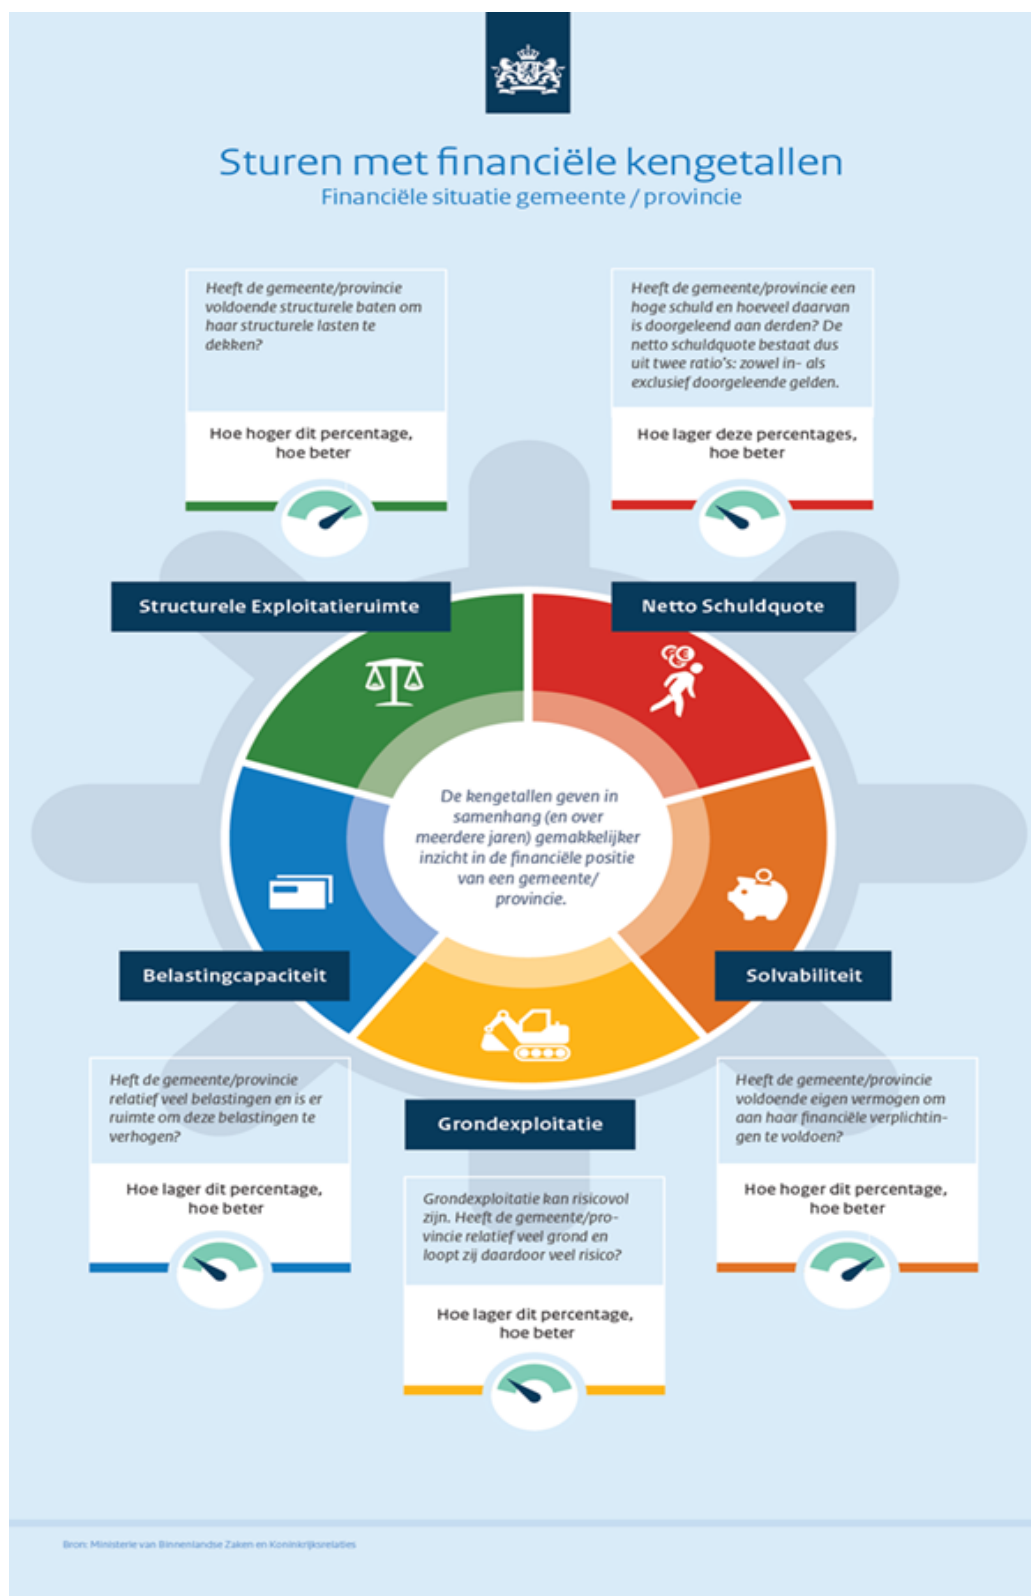 Sturen met financiële kengetallen
Financiële situatie gemeente / provincie
Heeft de gemeente/provincie
voldoende structurele baten om
haar structurele lasten te
dekken?
Hoe hoger dit percentage,
hoe beter
Heeft de gemeente/provincie een
hoge schuld en hoeveel daarvan
is doorgeleend aan derden? De
netto schuldquote bestaat dus
uit twee ratio's: zowel in- als
exclusief doorgeleende gelden.
Hoe lager deze percentages,
hoe beter
Structurele Exploitatieruimte
Netto Schuldquote
De kengetallen geven in
samenhang (en over
meerdere jaren) gemakkelijker
inzicht in de financiële positie
van een gemeente/
provincie.
Belastingcapaciteit
Solvabiliteit
Heft de gemeente/provincie
relatief veel belastingen en is er
ruimte om deze belastingen te
verhogen?
Hoe lager dit percentage,
hoe beter
Grondexploitatie
Grondexploitatie kan risicovol
zijn. Heeft de gemeente/pro-
vincie relatief veel grond en
loopt zij daardoor veel risico?
Hoe lager dit percentage,
hoe beter
Heeft de gemeente/provincie
voldoende eigen vermogen om
aan haar financiële verplichtin-
gen te voldoen?
Hoe hoger dit percentage,
hoe beter
Bron: Ministerie van Binnenlandse Zaken en Koninkrijksrelaties